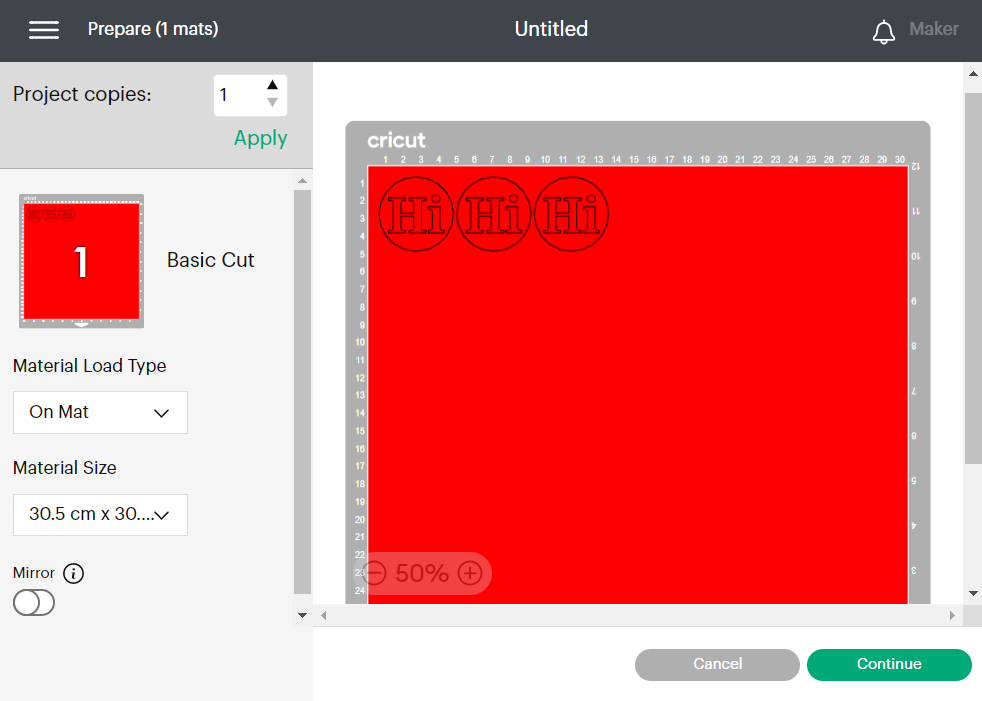 Prepare (1 mats)
Untitled
Maker
Project copies:
1
Apply
1
Basic Cut
Material Load Type
On Mat
Material Size
30.5 cm x 30....
Mirror
cricut
1 2 3 4 5 6 7 8 9 10 11 12 13 14 15 16 17 18 19 20 21 22 23 24 25 26 27 28 29 30
1
2
3
4
5
6
7
8
9
10
11
12
13
14
15
16
17
18
19
20
21
22
23
24
12
11
10
9
8
7
6
5
4
3
Hi Hi Hi
50%
Cancel
Continue